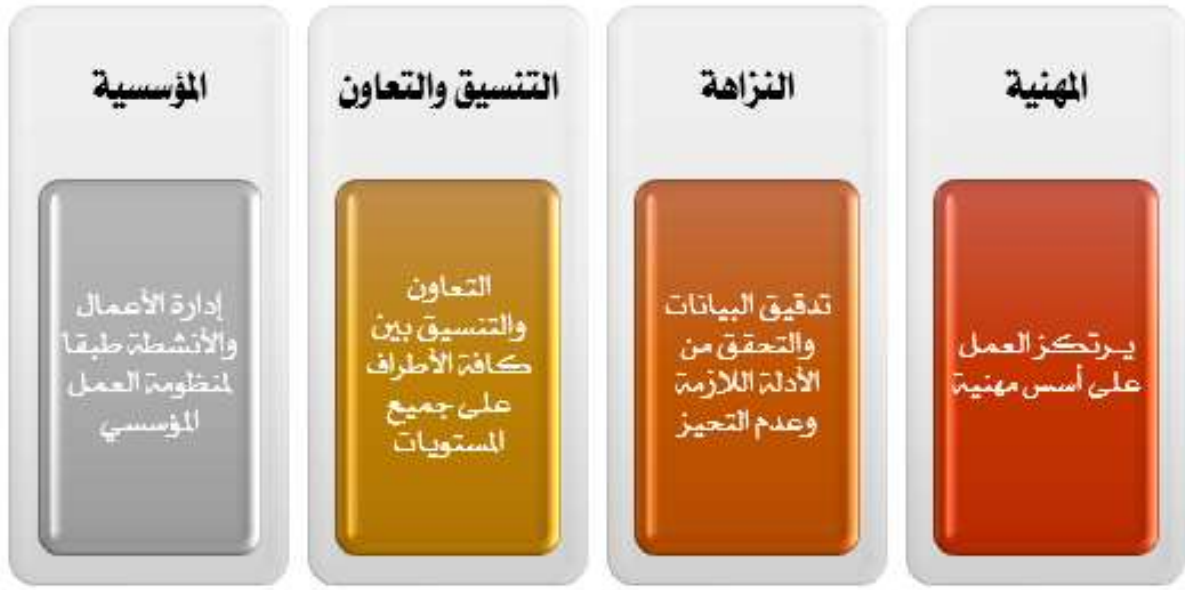 المهنية
يرتكز العمل
على أسس مهنية
النزاهة
تدقيق البيانات
والتحقق من
الأدلة اللازمة
وعدم التحيز
التنسيق والتعاون
التعاون
والتنسيق بين
كافة الأطراف
على جميع
المستويات
المؤسسية
إدارة الأعمال
والأنشطة طبقا
لمنظومة العمل
المؤسسي